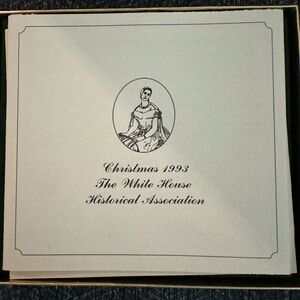 Christmas 1993
The White House
Historical Association